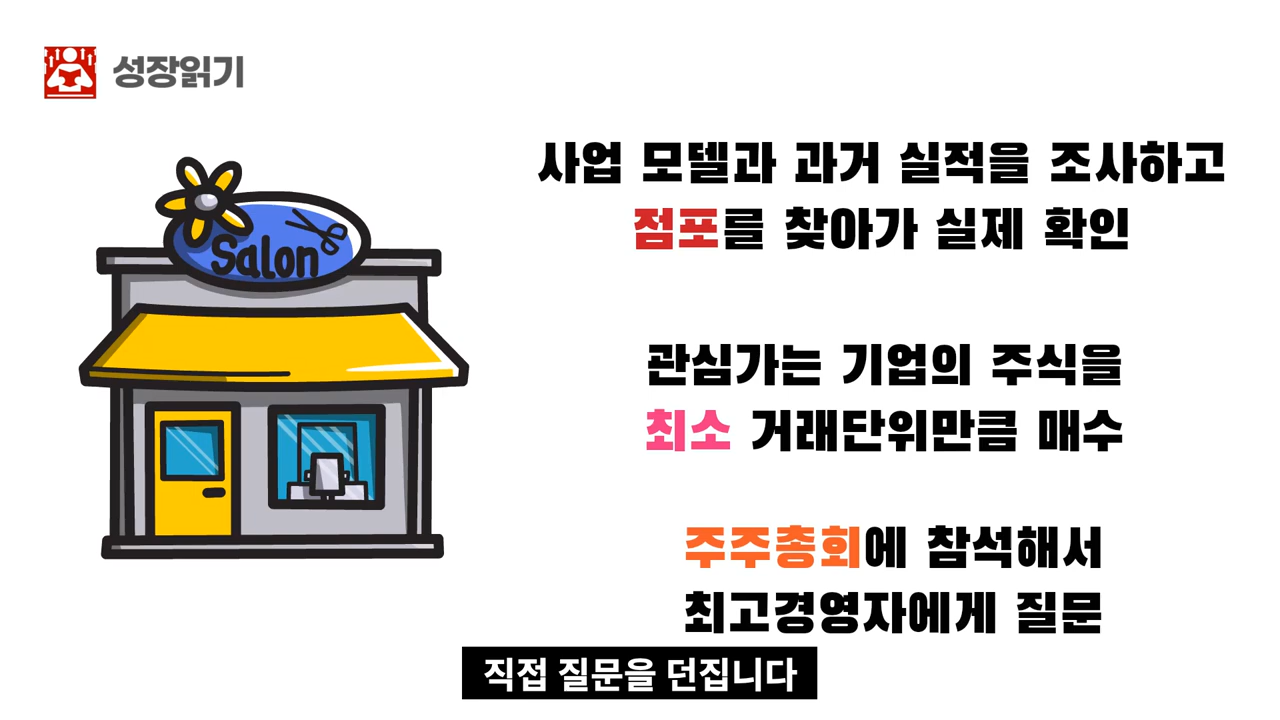 성장읽기
Salon
사업 모델과 과거 실적을 조사하고
점포를 찾아가 실제 확인
관심가는 기업의 주식을
최소 거래단위만큼 매수
주주총회에 참석해서
최고경영자에게 질문
직접 질문을 던집니다